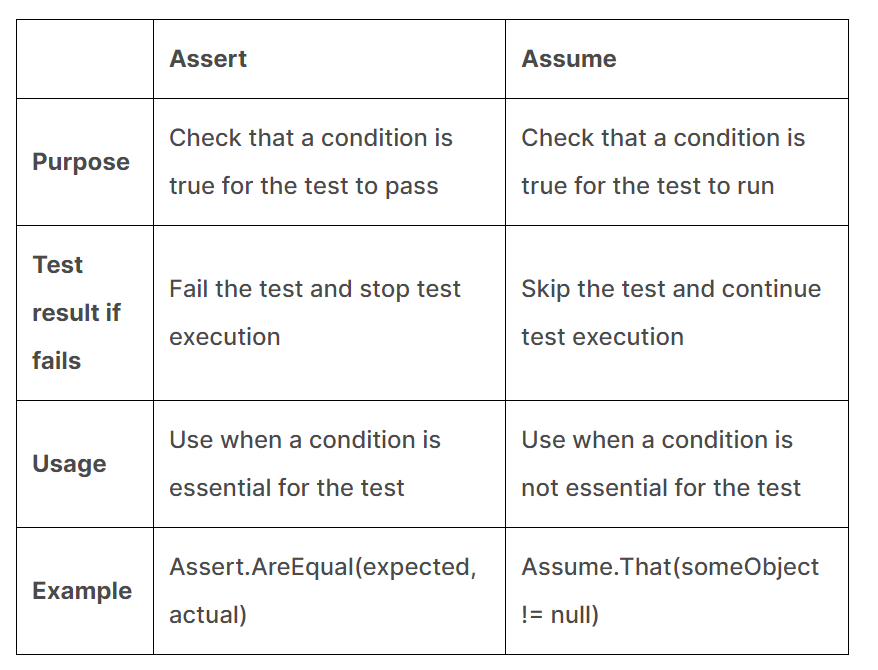 Assert
Assume
Purpose
Check that a condition is
true for the test to pass
Check that a condition is
true for the test to run
Test
result if
fails
Fail the test and stop test
execution
Skip the test and continue
test execution
Usage
Use when a condition is
essential for the test
Use when a condition is
not essential for the test
Example
Assert.AreEqual(expected,
actual)
Assume.That(someObject
!= null)